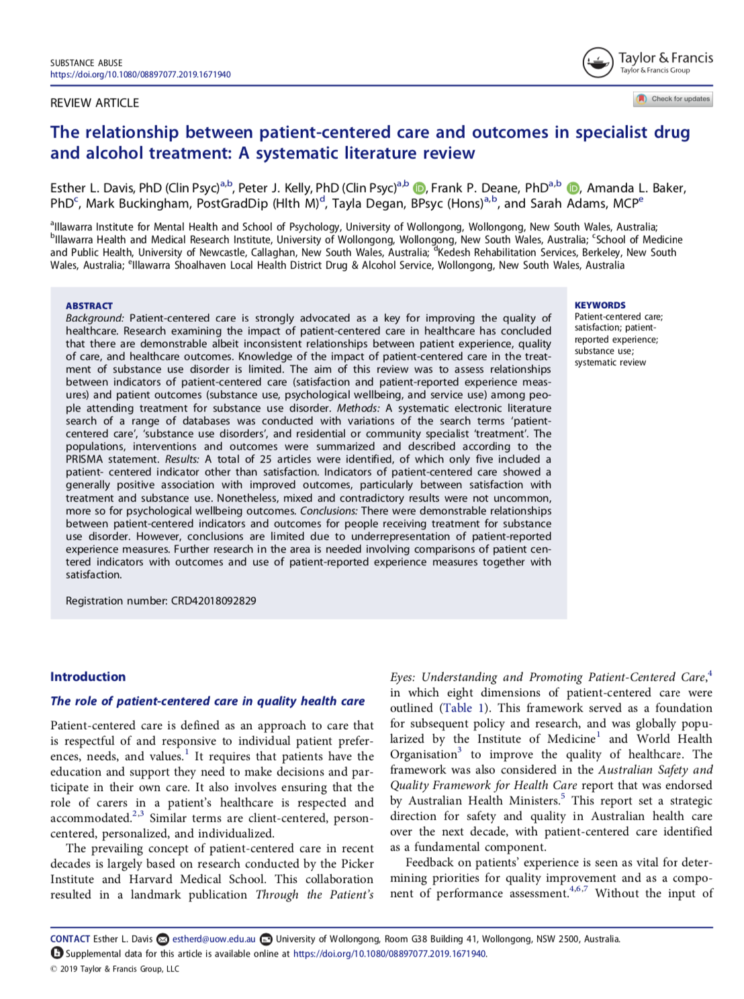 SUBSTANCE ABUSE
https://doi.org/10.1080/08897077.2019.1671940
Taylor & Francis
Taylor & Francis Group
REVIEW ARTICLE
Check for updates
The relationship between patient-centered care and outcomes in specialist drug
and alcohol treatment: A systematic literature review
Esther L. Davis, PhD (Clin Psyc)a,b, Peter J. Kelly, PhD (Clin Psyc)a,b iD, Frank P. Deane, PhDa,b iD, Amanda L. Baker,
PhDc, Mark Buckingham, PostGradDip (Hlth M)d, Tayla Degan, BPsyc (Hons)a,b, and Sarah Adams, MCPe
aIllawarra Institute for Mental Health and School of Psychology, University of Wollongong, Wollongong, New South Wales, Australia;
bIllawarra Health and Medical Research Institute, University of Wollongong, Wollongong, New South Wales, Australia; cSchool of Medicine
and Public Health, University of Newcastle, Callaghan, New South Wales, Australia; dKedesh Rehabilitation Services, Berkeley, New South
Wales, Australia; eIllawarra Shoalhaven Local Health District Drug & Alcohol Service, Wollongong, New South Wales, Australia
ABSTRACT
Background: Patient-centered care is strongly advocated as a key for improving the quality of
healthcare. Research examining the impact of patient-centered care in healthcare has concluded
that there are demonstrable albeit inconsistent relationships between patient experience, quality
of care, and healthcare outcomes. Knowledge of the impact of patient-centered care in the treat-
ment of substance use disorder is limited. The aim of this review was to assess relationships
between indicators of patient-centered care (satisfaction and patient-reported experience meas-
ures) and patient outcomes (substance use, psychological wellbeing, and service use) among peo-
ple attending treatment for substance use disorder. Methods: A systematic electronic literature
search of a range of databases was conducted with variations of the search terms ‘patient-
centered care’, ‘substance use disorders’, and residential or community specialist ‘treatment’. The
populations, interventions and outcomes were summarized and described according to the
PRISMA statement. Results: A total of 25 articles were identified, of which only five included a
patient- centered indicator other than satisfaction. Indicators of patient-centered care showed a
generally positive association with improved outcomes, particularly between satisfaction with
treatment and substance use. Nonetheless, mixed and contradictory results were not uncommon,
more so for psychological wellbeing outcomes. Conclusions: There were demonstrable relationships
between patient-centered indicators and outcomes for people receiving treatment for substance
use disorder. However, conclusions are limited due to underrepresentation of patient-reported
experience measures. Further research in the area is needed involving comparisons of patient cen-
tered indicators with outcomes and use of patient-reported experience measures together with
satisfaction.
Registration number: CRD42018092829
KEYWORDS
Patient-centered care;
satisfaction; patient-
reported experience;
substance use;
systematic review
Introduction
The role of patient-centered care in quality health care
Patient-centered care is defined as an approach to care that
is respectful of and responsive to individual patient prefer-
ences, needs, and values.1 It requires that patients have the
education and support they need to make decisions and par-
ticipate in their own care. It also involves ensuring that the
role of carers in a patient’s healthcare is respected and
accommodated.2,3 Similar terms are client-centered, person-
centered, personalized, and individualized.
The prevailing concept of patient-centered care in recent
decades is largely based on research conducted by the Picker
Institute and Harvard Medical School. This collaboration
resulted in a landmark publication Through the Patient’s
Eyes: Understanding and Promoting Patient-Centered Care,4
in which eight dimensions of patient-centered care were
outlined (Table 1). This framework served as a foundation
for subsequent policy and research, and was globally popu-
larized by the Institute of Medicine1 and World Health
Organisation3 to improve the quality of healthcare. The
framework was also considered in the Australian Safety and
Quality Framework for Health Care report that was endorsed
by Australian Health Ministers.5 This report set a strategic
direction for safety and quality in Australian health care
over the next decade, with patient-centered care identified
as a fundamental component.
Feedback on patients’ experience is seen as vital for deter-
mining priorities for quality improvement and as a compo-
nent of performance assessment.4,6,7 Without the input of
CONTACT Esther L. Davis estherd@uow.edu.au University of Wollongong, Room G38 Building 41, Wollongong, NSW 2500, Australia.
Supplemental data for this article is available online at https://doi.org/10.1080/08897077.2019.1671940.
© 2019 Taylor & Francis Group, LLC